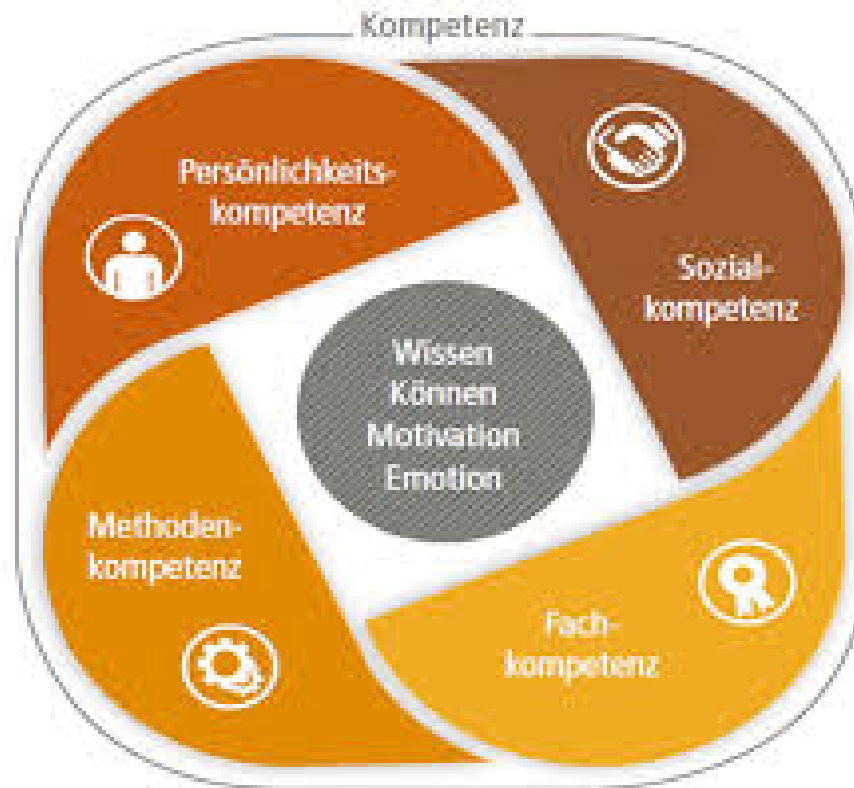 Kompetenz
Persönlichkeits-
kompetenz
Sozial-
kompetenz
Wissen
Können
Motivation
Emotion
Methoden-
kompetenz
Fach-
kompetenz